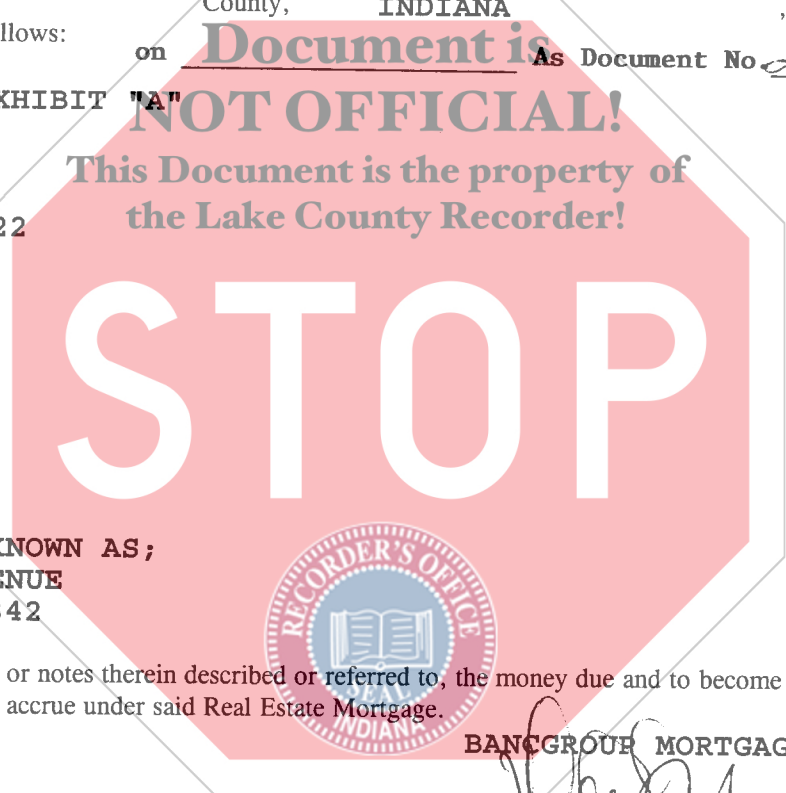 County, INDIANA ,
llows:
on Document is As Document No
XHIBIT "A"
NOT OFFICIAL!
This Document is the property of
the Lake County Recorder!
22
STOP
KNOWN AS;
ENUE
342
RECORDER'S OFFICE
SEAL
INDIANA
or notes therein described or referred to, the money due and to become
accrue under said Real Estate Mortgage.
BANCGROUP MORTGAG